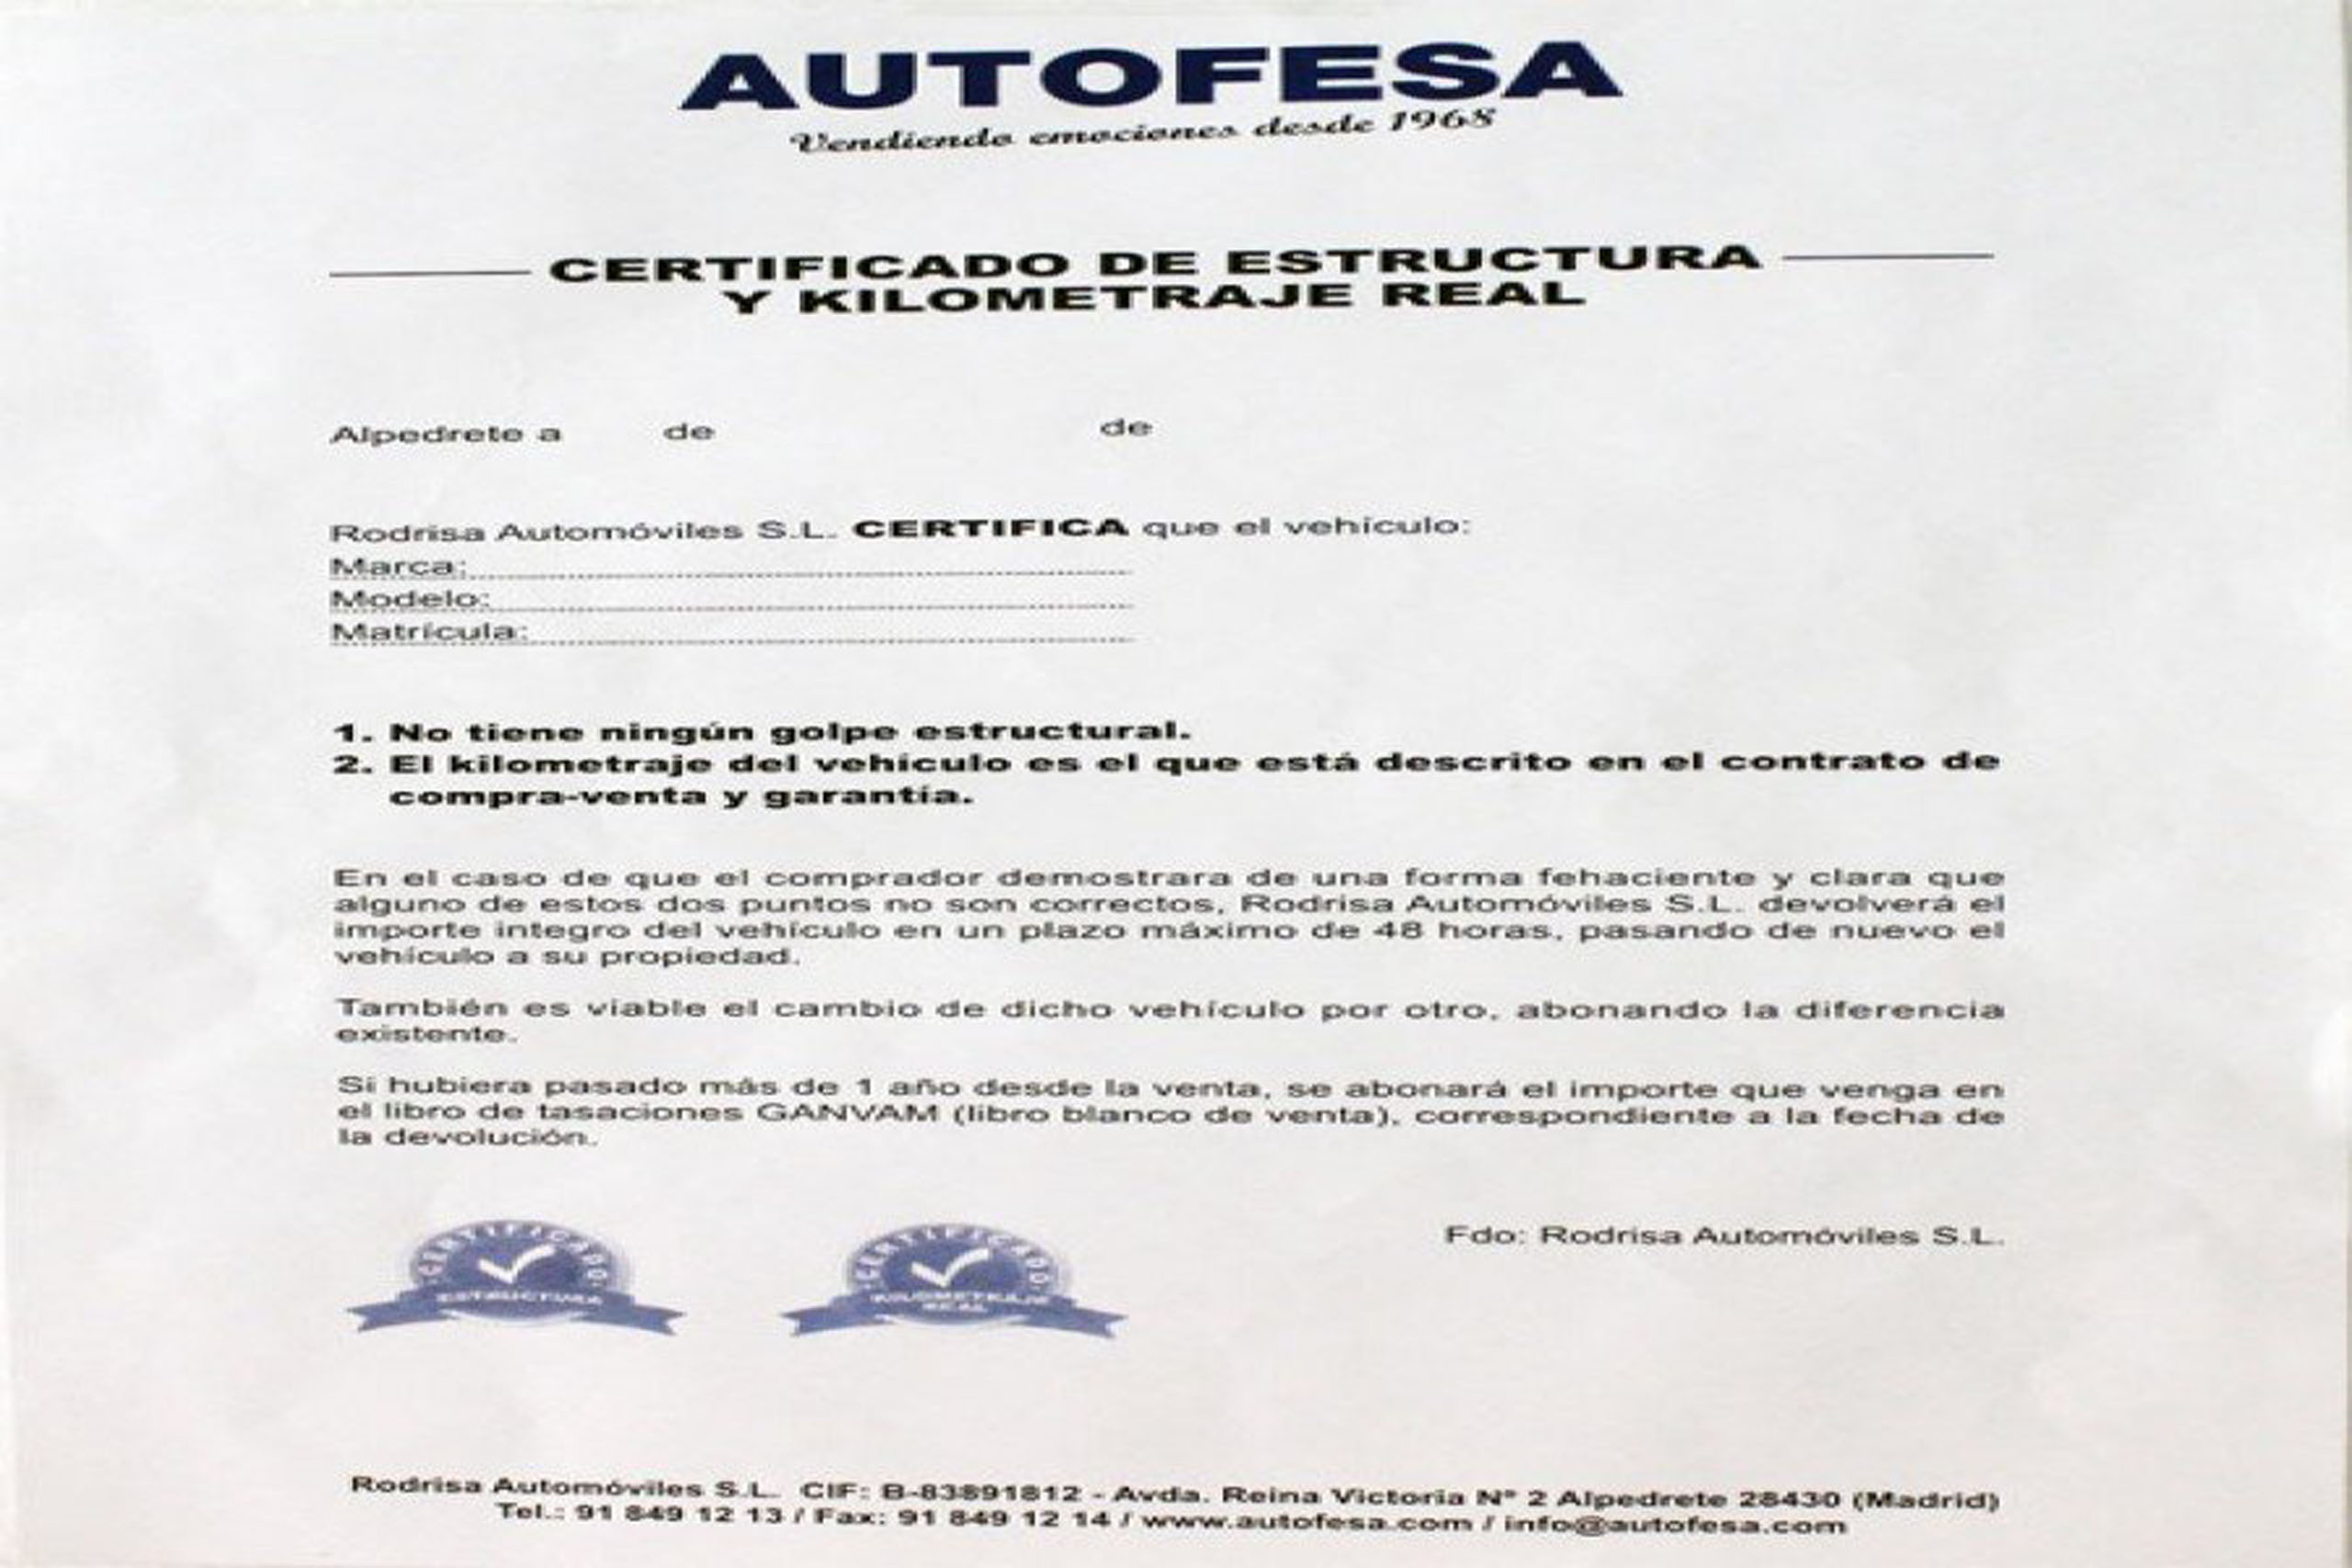 AUTOFESA
Vendiendo emociones desde 1968
CERTIFICADO DE ESTRUCTURA
Y KILOMETRAJE REAL
Alpedrete a de de
Rodrisa Automóviles S.L. CERTIFICA que el vehículo:
Marca:
Modelo:
Matrícula:
1. No tiene ningún golpe estructural.
2. El kilometraje del vehículo es el que está descrito en el contrato de
compra-venta y garantía.
En el caso de que el comprador demostrara de una forma fehaciente y clara que
alguno de estos dos puntos no son correctos, Rodrisa Automóviles S.L. devolverá el
importe integro del vehículo en un plazo máximo de 48 horas, pasando de nuevo el
vehículo a su propiedad.
También es viable el cambio de dicho vehículo por otro, abonando la diferencia
existente.
Si hubiera pasado más de 1 año desde la venta, se abonará el importe que venga en
el libro de tasaciones GANVAM (libro blanco de venta), correspondiente a la fecha de
la devolución.
CERTIFICADO
ESTRUCTURA
CERTIFICADO
KILOMETRAJE
REAL
Fdo: Rodrisa Automóviles S.L.
Rodrisa Automóviles S.L. CIF: B-83891812 - Avda. Reina Victoria Nº 2 Alpedrete 28430 (Madrid)
Tel.: 91 849 12 13 / Fax: 91 849 12 14 / www.autofesa.com / info@autofesa.com